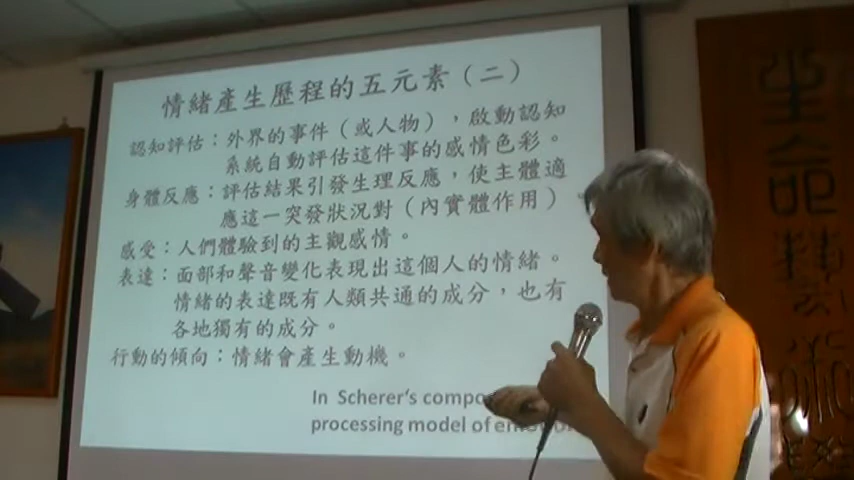 情緒產生歷程的五元素（二）
認知評估：外界的事件（或人物），啟動認知
系統自動評估這件事的感情色彩。
身體反應：評估結果引發生理反應，使主體適
應這一突發狀況對（內實體作用）
感受：人們體驗到的主觀感情。
表達：面部和聲音變化表現出這個人的情緒。
情緒的表達既有人類共通的成分，也有
各地獨有的成分。
行動的傾向：情緒會產生動機。
In Scherer's
processing model of